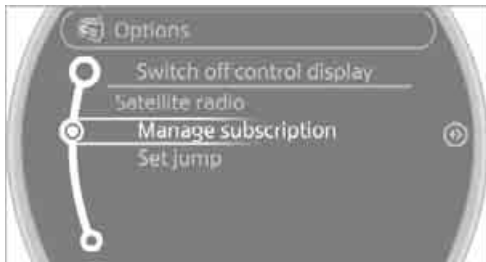 Options
Switch off control display
Satellite radio
Manage subscription
Set jump